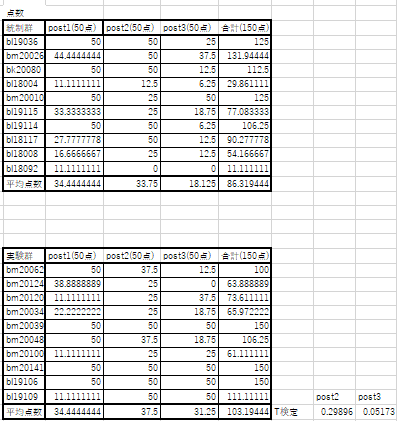 点数
統制群 post1(50点) post2(50点) post3(50点) 合計(150点)
bl19036 50 50 25 125
bm20026 44.4444444 50 37.5 131.94444
bk20080 50 50 12.5 112.5
bl18004 11.1111111 12.5 6.25 29.861111
bm20010 50 25 50 125
bl19115 33.3333333 25 18.75 77.083333
bl19114 50 50 6.25 106.25
bl18117 27.7777778 50 12.5 90.277778
bl18008 16.6666667 25 12.5 54.166667
bl18092 11.1111111 0 0 11.111111
平均点数 34.4444444 33.75 18.125 86.319444
実験群 post1(50点) post2(50点) post3(50点) 合計(150点)
bm20062 50 37.5 12.5 100
bm20124 38.8888889 25 0 63.888889
bm20120 11.1111111 25 37.5 73.611111
bm20034 22.2222222 25 18.75 65.972222
bm20039 50 50 50 150
bm20048 50 37.5 18.75 106.25
bm20100 11.1111111 25 25 61.111111
bm20141 50 50 50 150
bl19106 50 50 50 150
bl19109 11.1111111 50 50 111.11111 post2 post3
平均点数 34.4444444 37.5 31.25 103.19444 T検定 0.29896 0.05173